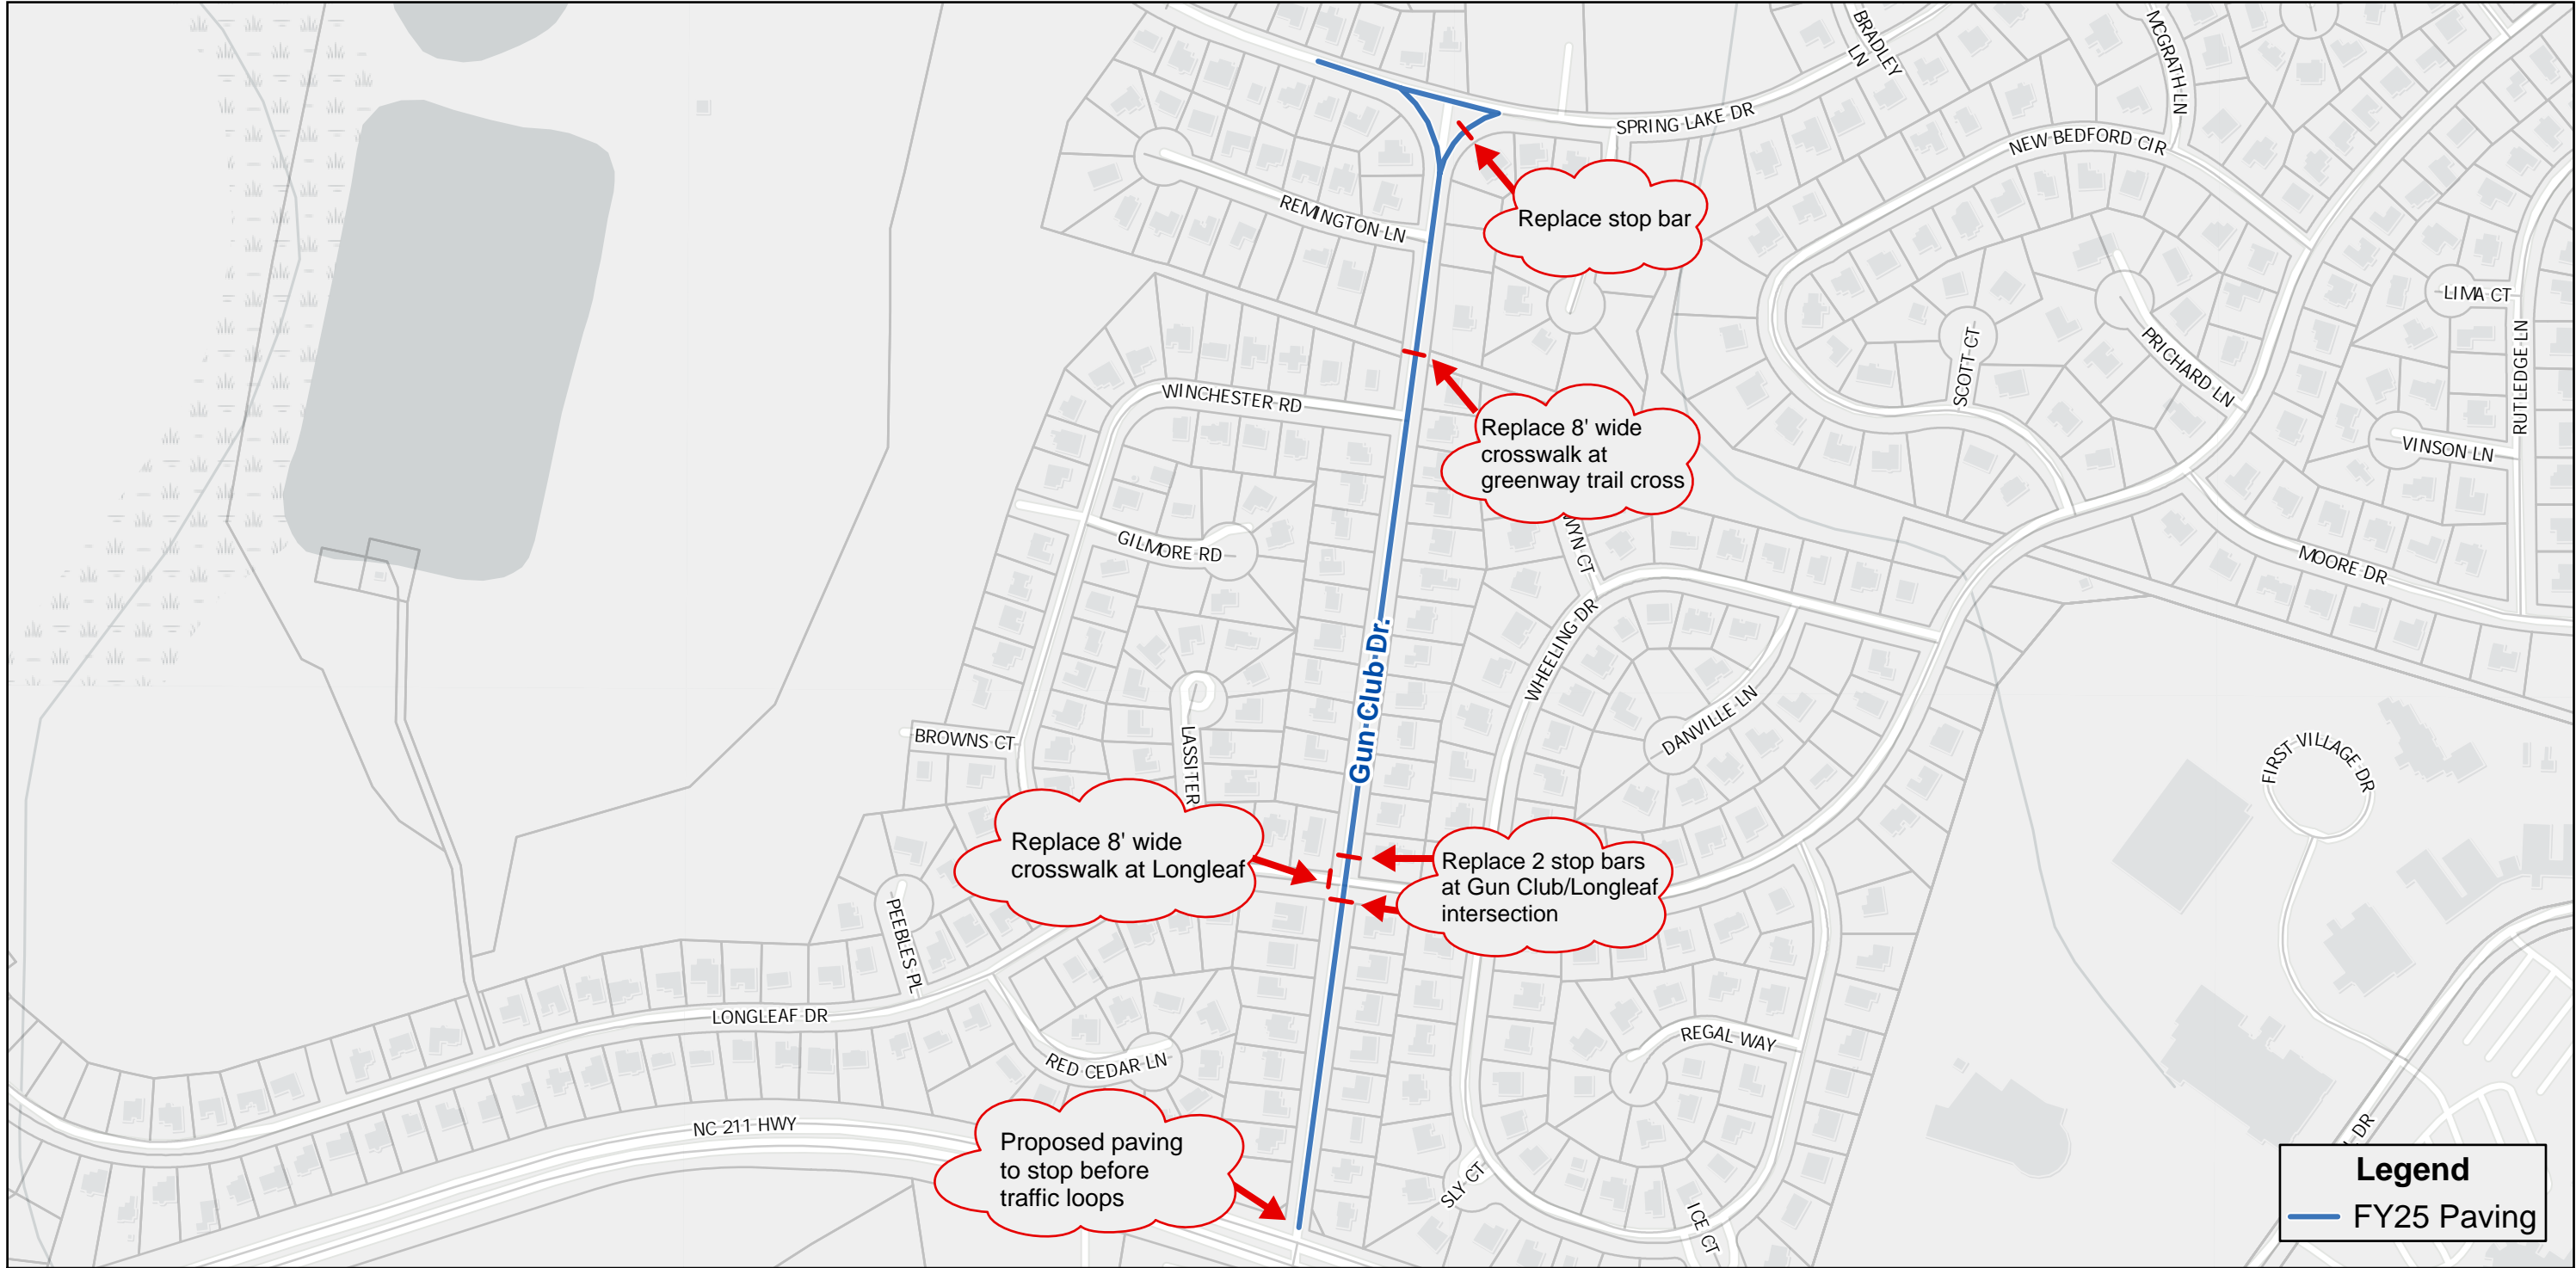 BRADLEY
LN
MCGRATH LN
SPRING LAKE DR
NEW BEDFORD CIR
REMINGTON LN
Replace stop bar
LIMA CT
RUTLEDGE LN
SCOTT CT
PRICHARD LN
WINCHESTER RD
Replace 8' wide
crosswalk at
greenway trail cross
VINSON LN
GILMORE RD
CT
MOORE DR
WHEELING DR
Gun Club Dr.
DANVILLE LN
BROWNS CT
LASSITER
FIRST VILLAGE DR
Replace 8' wide
crosswalk at Longleaf
Replace 2 stop bars
at Gun Club/Longleaf
intersection
PEEBLES PL
LONGLEAF DR
RED CEDAR LN
REGAL WAY
NC 211 HWY
Proposed paving
to stop before
traffic loops
SLY CT
ICE CT
DR
Legend
FY25 Paving